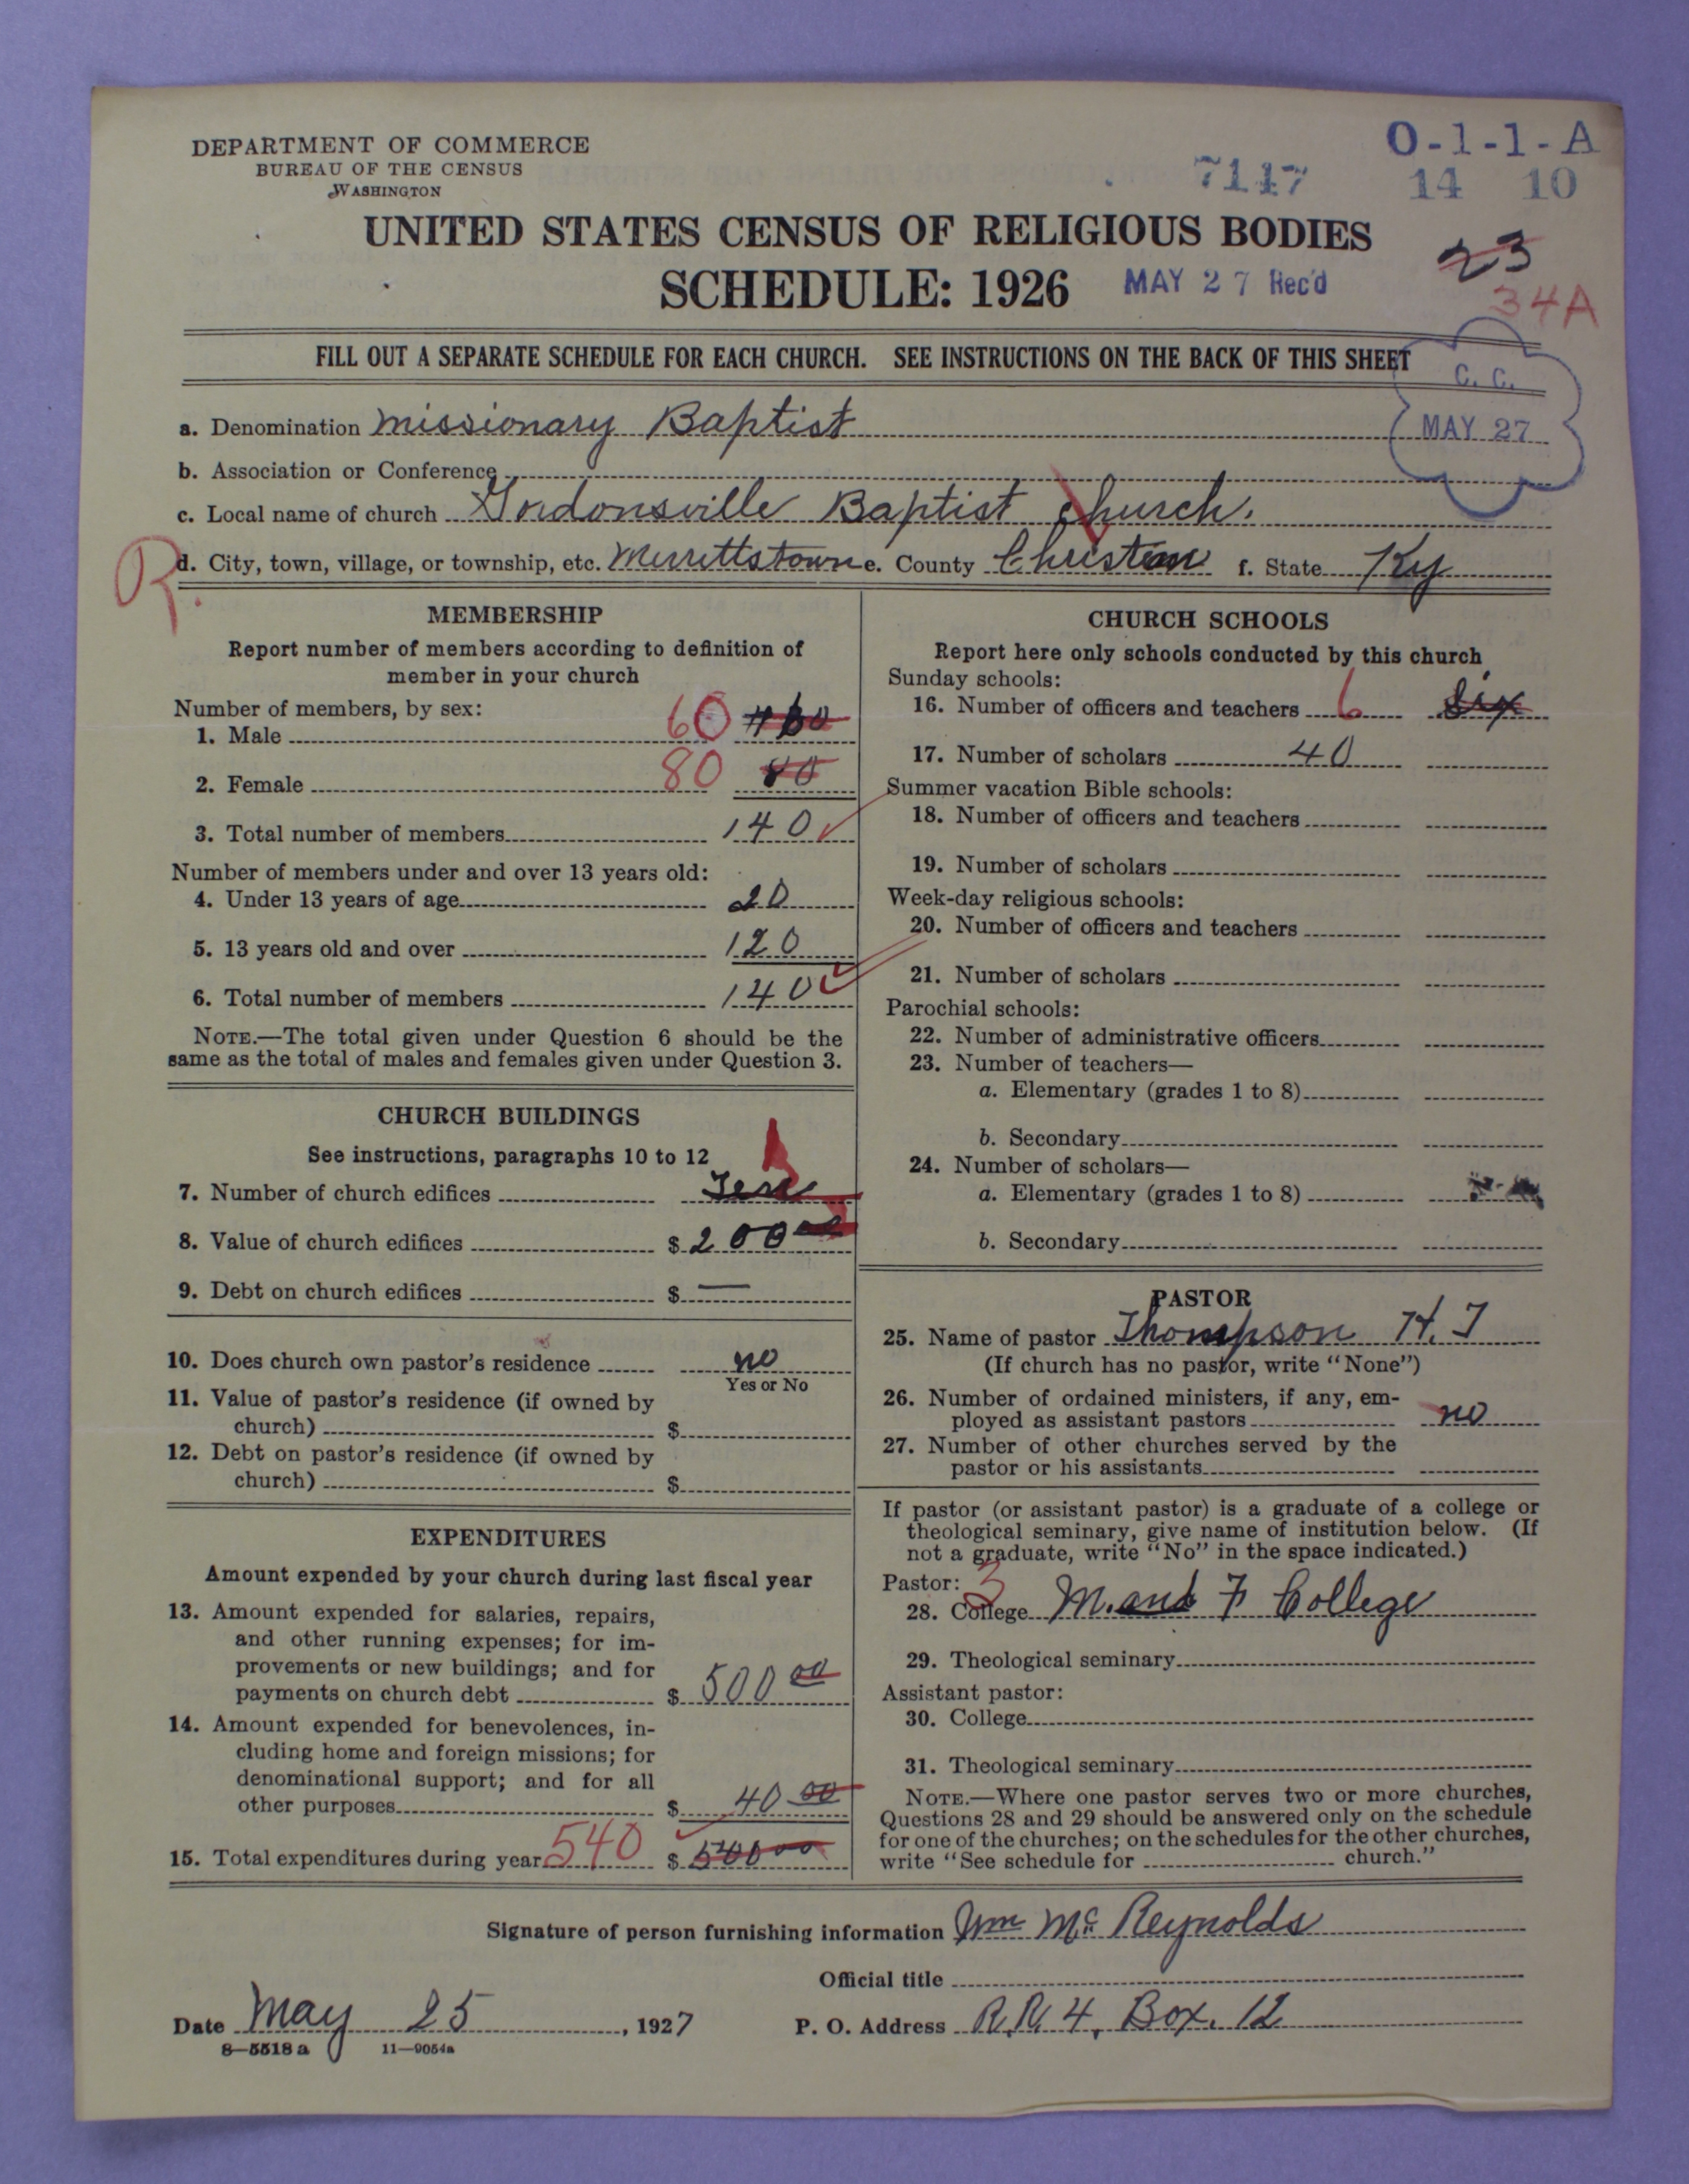 DEPARTMENT OF COMMERCE
BUREAU OF THE CENSUS
WASHINGTON
O-1-1-A
7117 14 10
UNITED STATES CENSUS OF RELIGIOUS BODIES
SCHEDULE: 1926 MAY 27 Rec'd
23
34A
FILL OUT A SEPARATE SCHEDULE FOR EACH CHURCH. SEE INSTRUCTIONS ON THE BACK OF THIS SHEET
C. C.
MAY 27
a. Denomination Missionary Baptist
b. Association or Conference
c. Local name of church Gordonsville Baptist Church.
R.
d. City, town, village, or township, etc. Merrittstown e. County Christian f. State Ky
MEMBERSHIP
Report number of members according to definition of
member in your church
Number of members, by sex:
1. Male 60 60
2. Female 80 80
3. Total number of members 140
Number of members under and over 13 years old:
4. Under 13 years of age 20
5. 13 years old and over 120
6. Total number of members 140
NOTE.—The total given under Question 6 should be the
same as the total of males and females given under Question 3.
CHURCH BUILDINGS
See instructions, paragraphs 10 to 12
1
7. Number of church edifices
8. Value of church edifices $ 200 00
9. Debt on church edifices $ —
10. Does church own pastor's residence no
Yes or No
11. Value of pastor's residence (if owned by
church) $
12. Debt on pastor's residence (if owned by
church) $
EXPENDITURES
Amount expended by your church during last fiscal year
13. Amount expended for salaries, repairs,
and other running expenses; for im-
provements or new buildings; and for
payments on church debt $ 500 00
14. Amount expended for benevolences, in-
cluding home and foreign missions; for
denominational support; and for all
other purposes $ 40 00
15. Total expenditures during year 540 $ 540 00
CHURCH SCHOOLS
Report here only schools conducted by this church
Sunday schools:
16. Number of officers and teachers 6 Six
17. Number of scholars 40
Summer vacation Bible schools:
18. Number of officers and teachers
19. Number of scholars
Week-day religious schools:
20. Number of officers and teachers
21. Number of scholars
Parochial schools:
22. Number of administrative officers
23. Number of teachers—
a. Elementary (grades 1 to 8)
b. Secondary
24. Number of scholars—
a. Elementary (grades 1 to 8)
b. Secondary
PASTOR
25. Name of pastor Thompson H. T
(If church has no pastor, write "None")
26. Number of ordained ministers, if any, em-
ployed as assistant pastors no
27. Number of other churches served by the
pastor or his assistants
If pastor (or assistant pastor) is a graduate of a college or
theological seminary, give name of institution below. (If
not a graduate, write "No" in the space indicated.)
Pastor: 3
28. College M. and F College
29. Theological seminary
Assistant pastor:
30. College
31. Theological seminary
NOTE.—Where one pastor serves two or more churches,
Questions 28 and 29 should be answered only on the schedule
for one of the churches; on the schedules for the other churches,
write "See schedule for church."
Signature of person furnishing information Wm McReynolds
Official title
Date May 25, 1927 P. O. Address R.R. 4, Box. 12
8—5518a 11—9054a